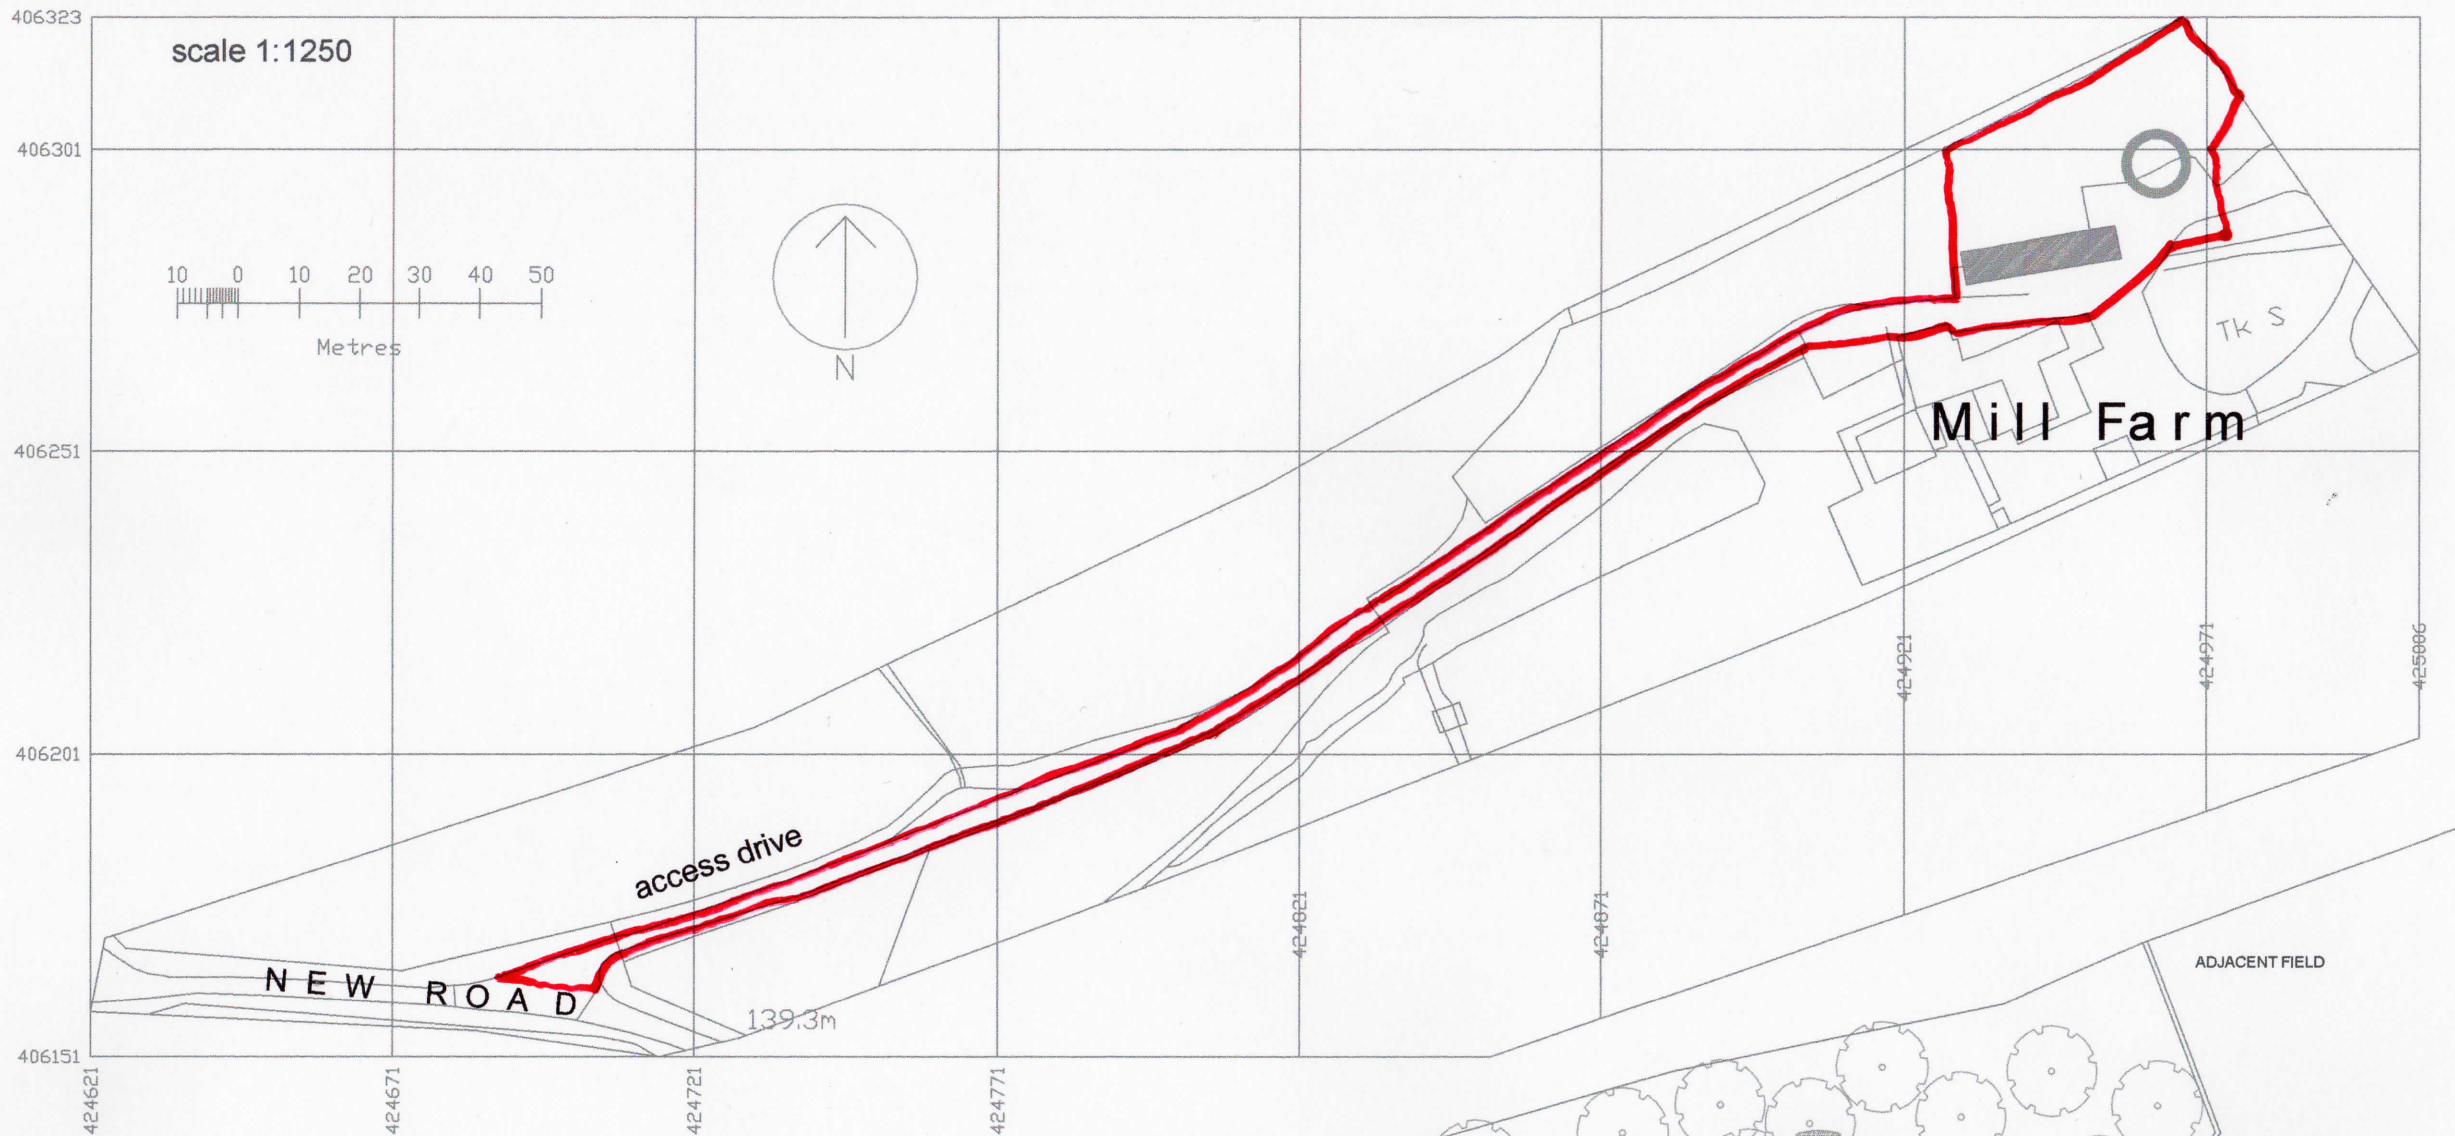 406323
scale 1:1250
406301
10 0 10 20 30 40 50
Metres
N
Tk S
Mill Farm
406251
424921
424971
425006
406201
access drive
424821
424871
NEW ROAD
139.3m
ADJACENT FIELD
406151
424621
424671
424721
424771